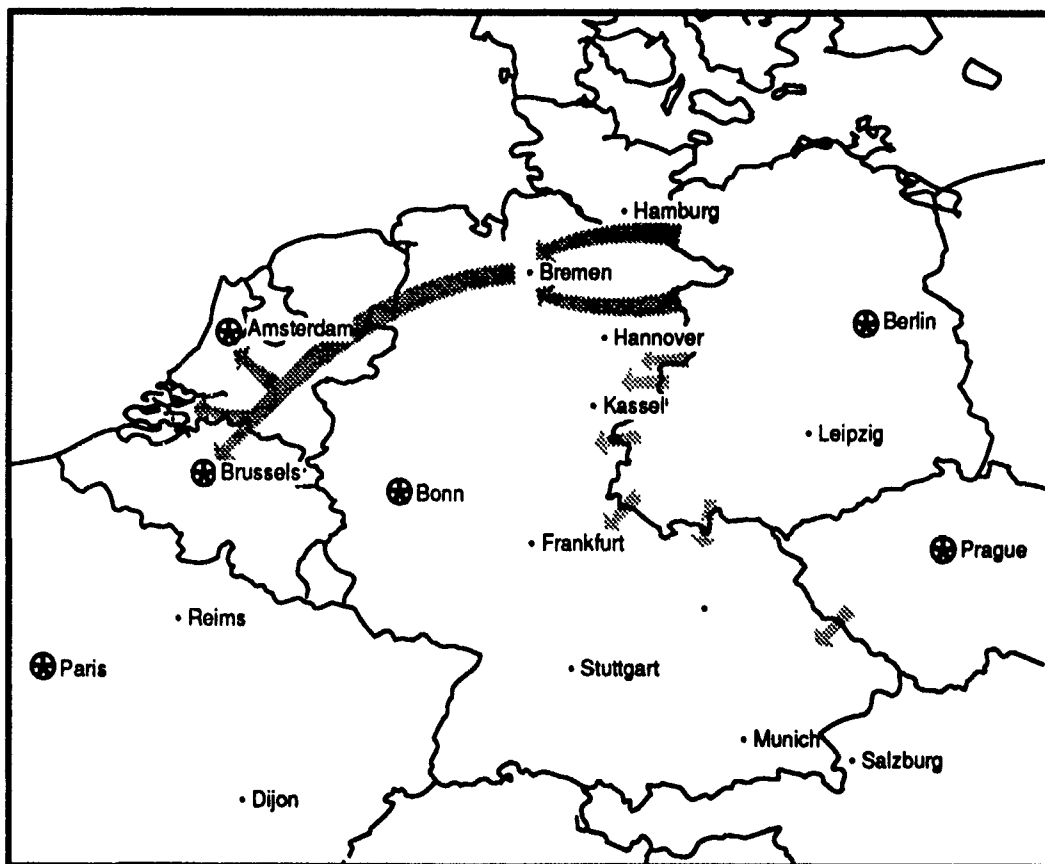 Hamburg
Bremen
Amsterdam
Berlin
Hannover
Kassel
Leipzig
Brussels
Bonn
Frankfurt
Prague
Reims
Paris
Stuttgart
Munich
Salzburg
Dijon